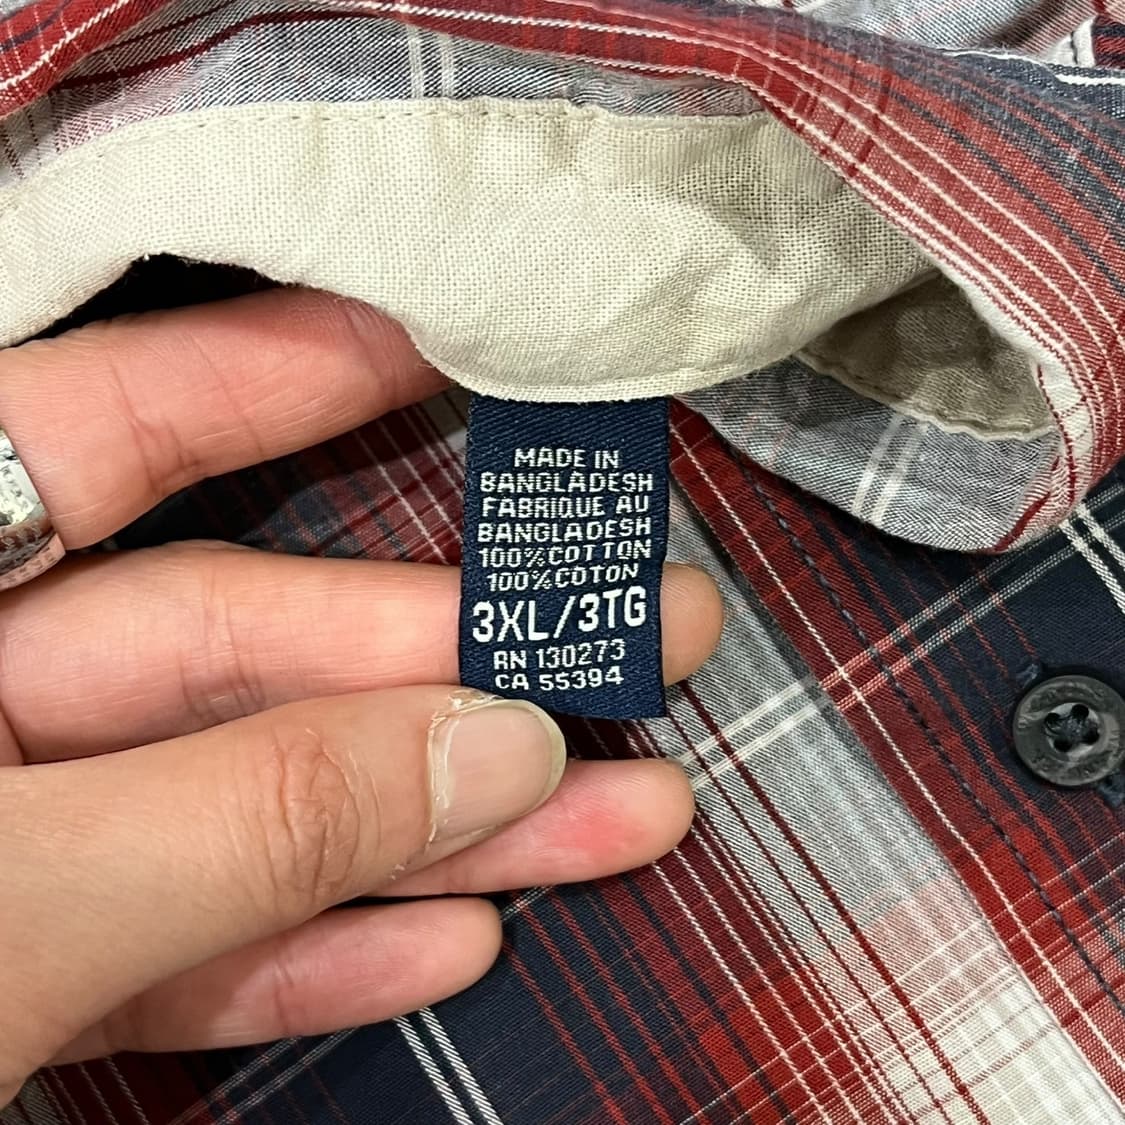 MADE IN
BANGLADESH
FABRIQUE AU
BANGLADESH
100%COTTON
100%COTON
3XL/3TG
RN 130273
CA 55394